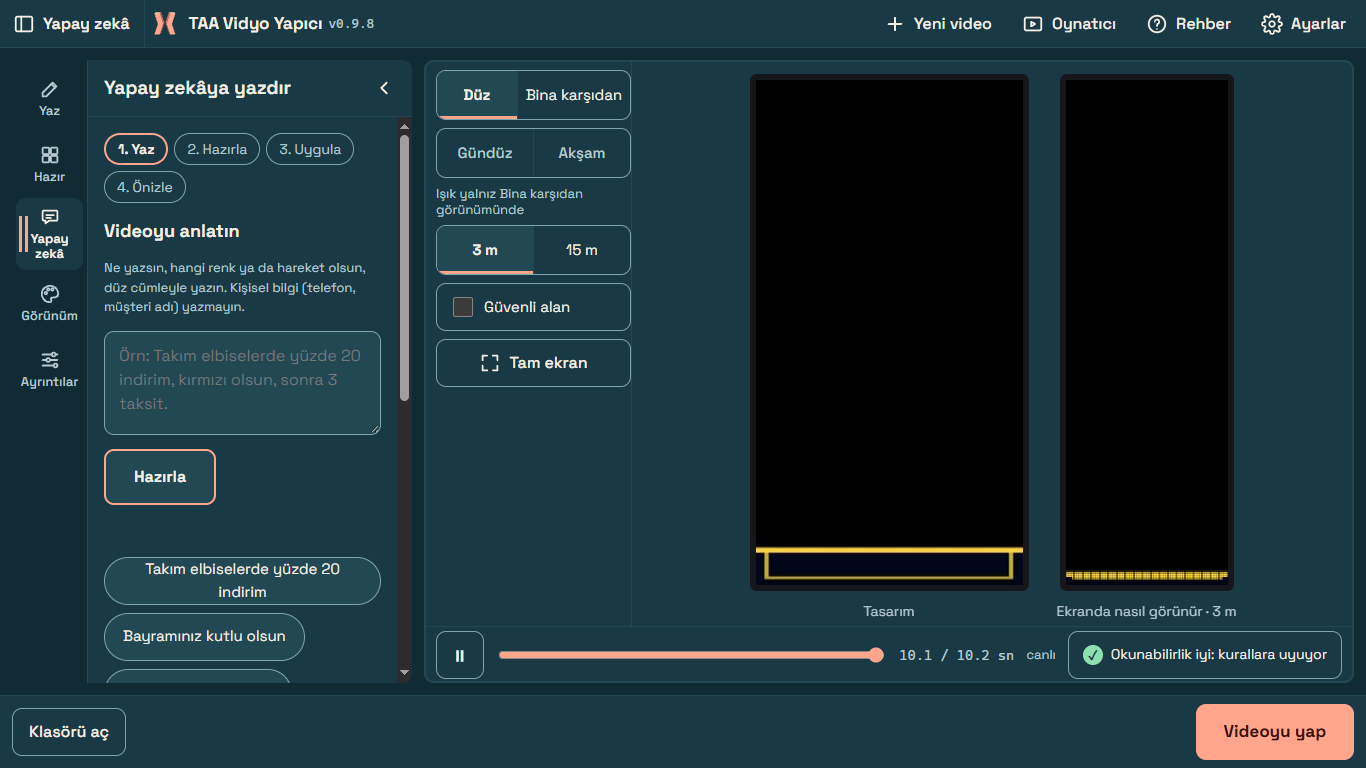 Yapay zekâ
TAA Vidyo Yapıcı v0.9.8
Yeni video
Oynatıcı
Rehber
Ayarlar
Yaz
Hazır
Yapay
zekâ
Görünüm
Ayrıntılar
Yapay zekâya yazdır
1. Yaz
2. Hazırla
3. Uygula
4. Önizle
Videoyu anlatın
Ne yazsın, hangi renk ya da hareket olsun,
düz cümleyle yazın. Kişisel bilgi (telefon,
müşteri adı) yazmayın.
Örn: Takım elbiselerde yüzde 20
indirim, kırmızı olsun, sonra 3
taksit.
Hazırla
Takım elbiselerde yüzde 20
indirim
Bayramınız kutlu olsun
Düz
Bina karşıdan
Gündüz
Akşam
Işık yalnız Bina karşıdan
görünümünde
3 m
15 m
Güvenli alan
Tam ekran
Tasarım
Ekranda nasıl görünür · 3 m
10.1 / 10.2 sn
canlı
Okunabilirlik iyi: kurallara uyuyor
Klasörü aç
Videoyu yap